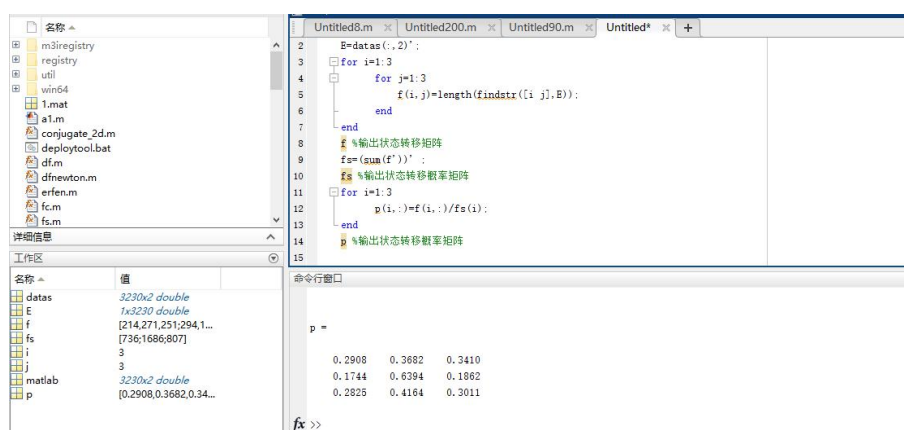 名称
m3iregistry
registry
util
win64
1.mat
a1.m
conjugate_2d.m
deploytool.bat
df.m
dfnewton.m
erfen.m
fc.m
fs.m
详细信息
工作区
名称 值
datas 3230x2 double
E 1x3230 double
f [214,271,251;294,1...
fs [736;1686;807]
i 3
j 3
matlab 3230x2 double
p [0.2908,0.3682,0.34...
Untitled8.m Untitled200.m Untitled90.m Untitled* +
2 E=datas(:,2)';
3 for i=1:3
4 for j=1:3
5 f(i,j)=length(findstr([i j],E));
6 end
7 end
8 f %输出状态转移矩阵
9 fs=(sum(f'))' ;
10 fs %输出状态转移概率矩阵
11 for i=1:3
12 p(i,:)=f(i,:)/fs(i);
13 end
14 p %输出状态转移概率矩阵
15
命令行窗口
p =
0.2908 0.3682 0.3410
0.1744 0.6394 0.1862
0.2825 0.4164 0.3011
fx >>